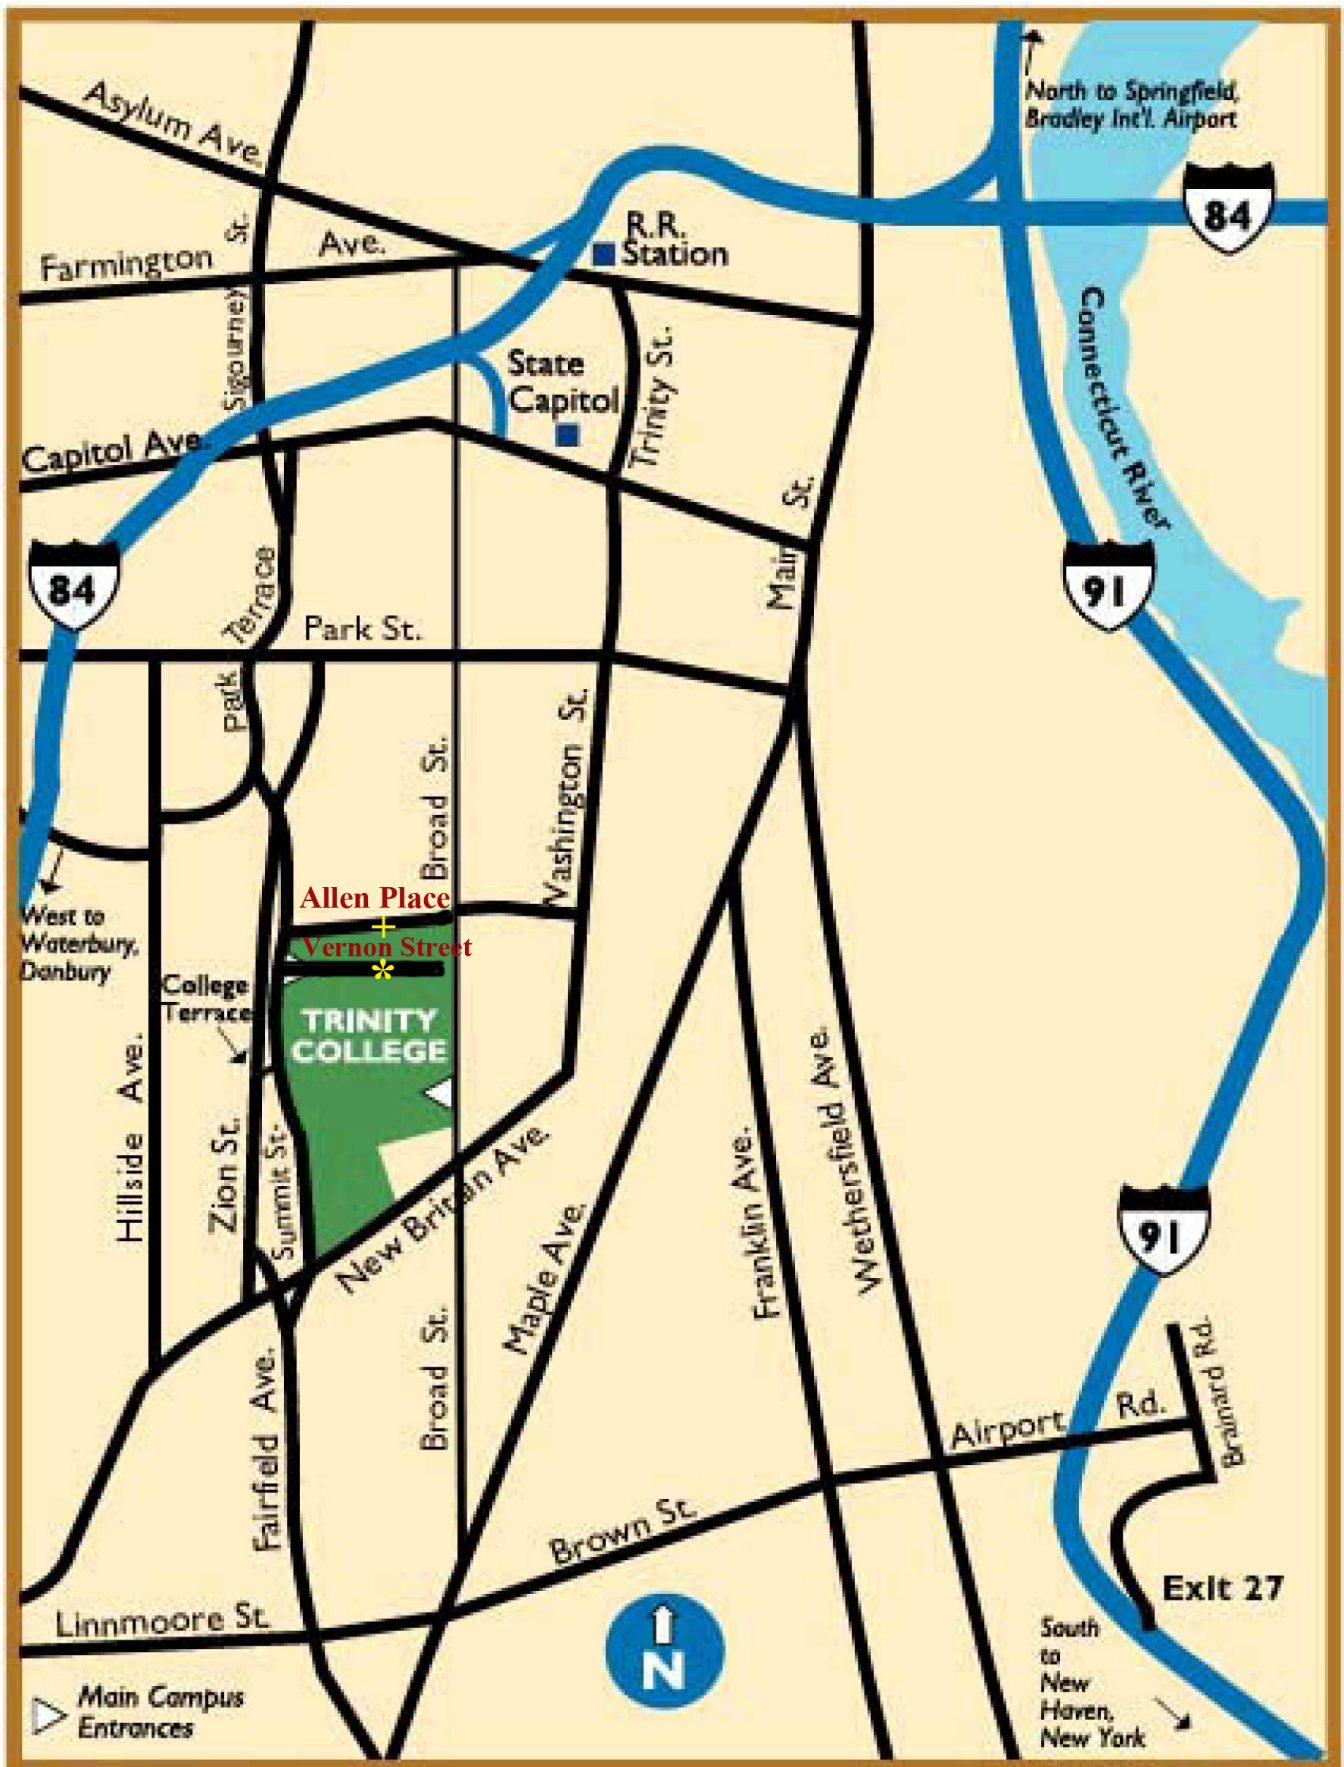 North to Springfield,
Bradley Int'l. Airport
Asylum Ave.
84
St.
Ave.
R.R.
Station
Farmington
Sigourney
Connecticut River
State
Capitol
Trinity St.
Capitol Ave.
St.
Main
84
91
Terrace
Park St.
Park
Broad St.
Washington St.
Allen Place
West to
Waterbury,
Danbury
Vernon Street
College
Terrace
TRINITY
COLLEGE
Hillside Ave.
Zion St.
Summit St.
New Britian Ave.
Maple Ave.
Franklin Ave.
Wethersfield Ave.
91
Fairfield Ave.
Broad St.
Brainard Rd.
Airport Rd.
Brown St.
Exit 27
Linnmoore St.
N
South
to
New
Haven,
New York
Main Campus
Entrances